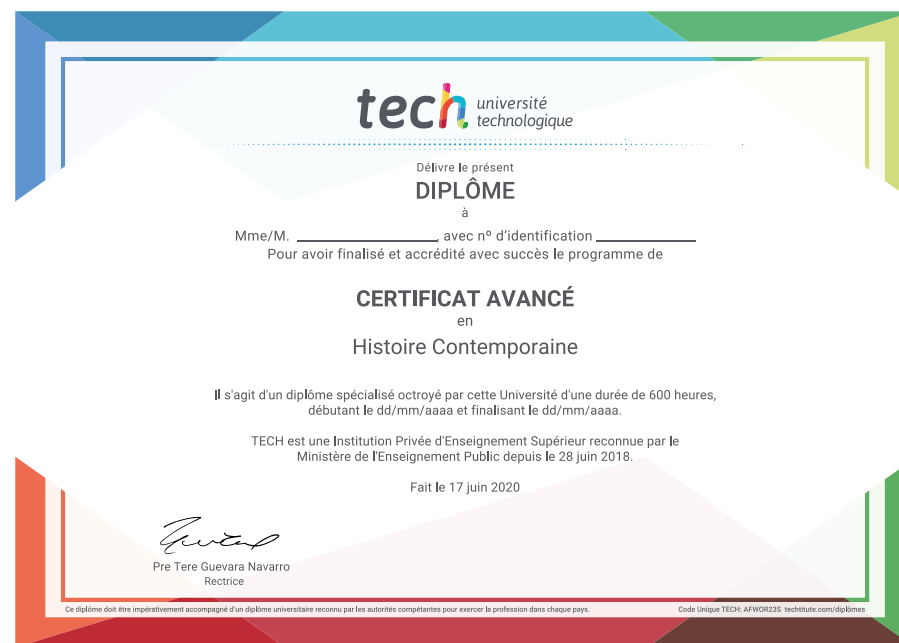 tech université
technologique
Délivre le présent
DIPLÔME
à
Mme/M. ____________________, avec nº d'identification ______________
Pour avoir finalisé et accrédité avec succès le programme de
CERTIFICAT AVANCÉ
en
Histoire Contemporaine
Il s'agit d'un diplôme spécialisé octroyé par cette Université d'une durée de 600 heures,
débutant le dd/mm/aaaa et finalisant le dd/mm/aaaa.
TECH est une Institution Privée d'Enseignement Supérieur reconnue par le
Ministère de l'Enseignement Public depuis le 28 juin 2018.
Fait le 17 juin 2020
Pre Tere Guevara Navarro
Rectrice
Ce diplôme doit être impérativement accompagné d'un diplôme universitaire reconnu par les autorités compétantes pour exercer la profession dans chaque pays.
Code Unique TECH: AFWOR23S techtitute.com/diplômes